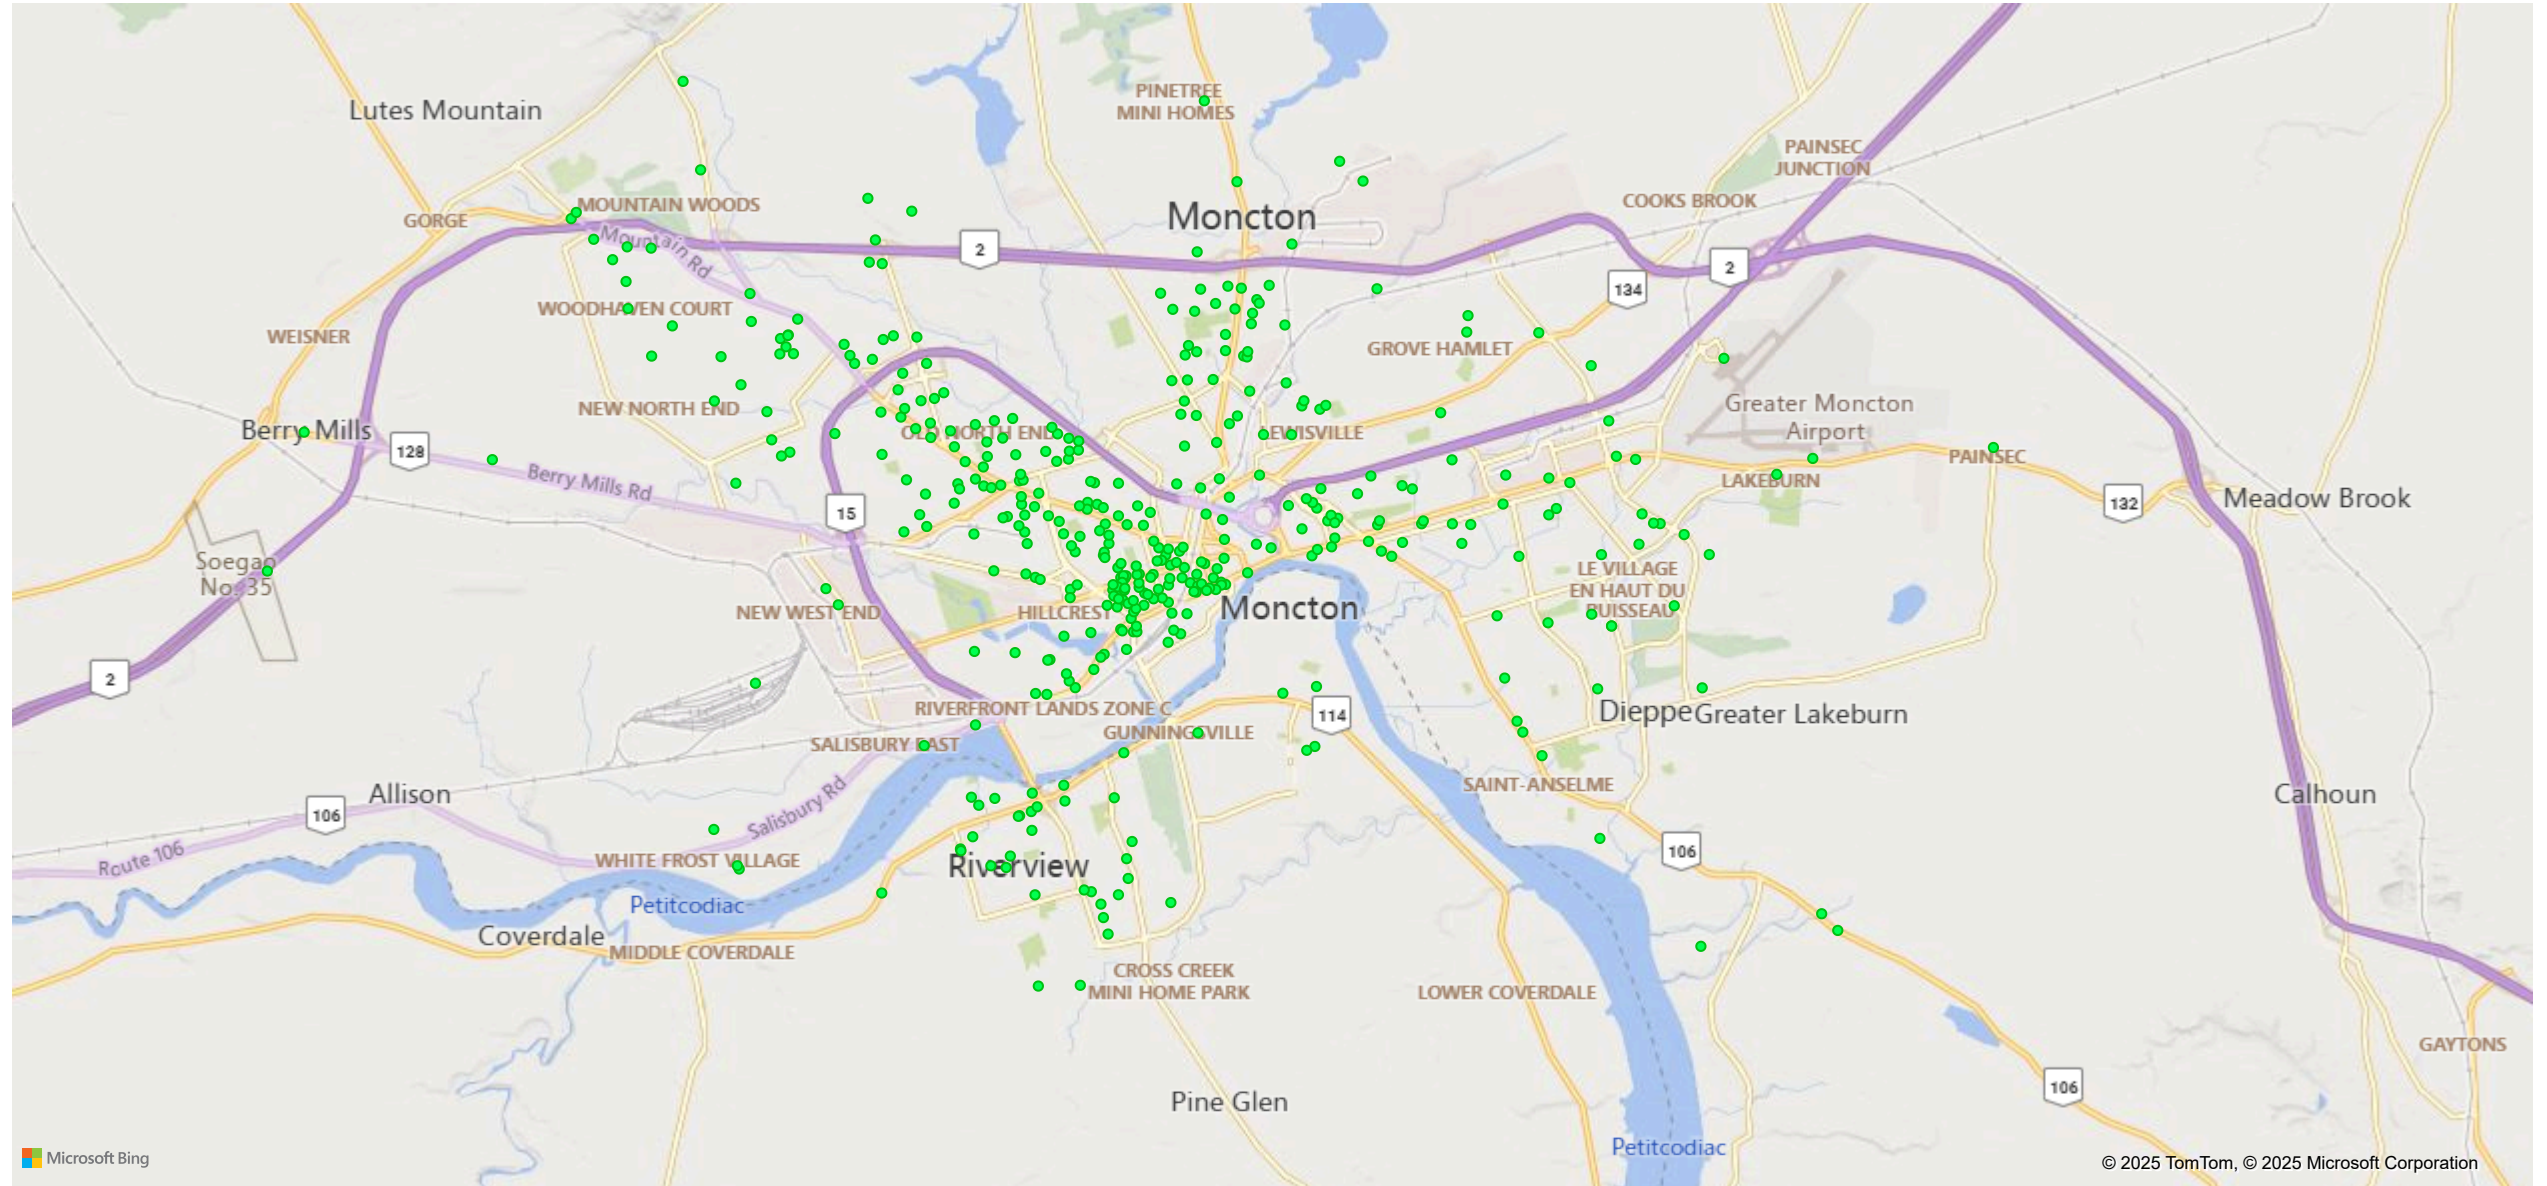 Lutes Mountain
PINETREE
MINI HOMES
PAINSEC
JUNCTION
MOUNTAIN WOODS
COOKS BROOK
GORGE
Moncton
Mountain Rd
2
2
134
WOODHAVEN COURT
WEISNER
GROVE HAMLET
NEW NORTH END
Greater Moncton
Airport
Berry Mills
OLD NORTH END
LEWISVILLE
128
PAINSEC
Berry Mills Rd
LAKEBURN
132
Meadow Brook
15
Soegao
No. 35
LE VILLAGE
EN HAUT DU
RUISSEAU
NEW WEST END
HILLCREST
Moncton
2
RIVERFRONT LANDS ZONE C
114
Dieppe
Greater Lakeburn
GUNNINGSVILLE
SALISBURY EAST
SAINT-ANSELME
Allison
Calhoun
106
Salisbury Rd
Route 106
WHITE FROST VILLAGE
Riverview
106
Petitcodiac
Coverdale
MIDDLE COVERDALE
CROSS CREEK
MINI HOME PARK
LOWER COVERDALE
GAYTONS
106
Pine Glen
Petitcodiac
Microsoft Bing
© 2025 TomTom, © 2025 Microsoft Corporation